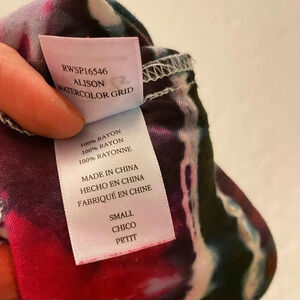 RWSP16546
ALISON
WATERCOLOR GRID
100% RAYON
100% RAYON
100% RAYONNE
MADE IN CHINA
HECHO EN CHINA
FABRIQUÉ EN CHINE
SMALL
CHICO
PETIT